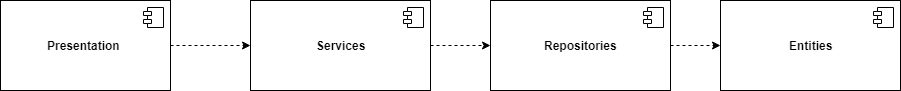 Presentation
Services
Repositories
Entities